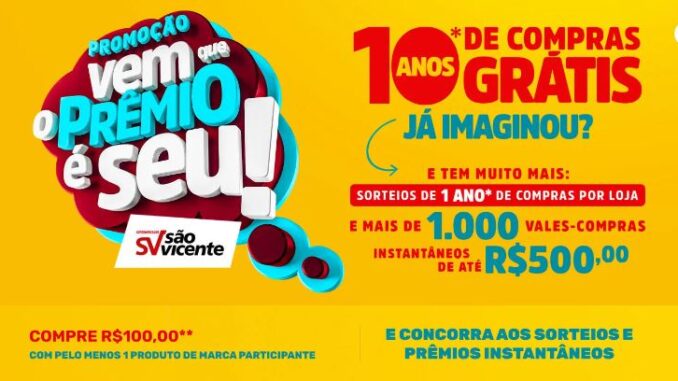 PROMOÇÃO
vem que
o PRÊMIO
é seu!
SUPERMERCADOS
SV são
vicente
10 ANOS* DE COMPRAS
GRÁTIS
JÁ IMAGINOU?
E TEM MUITO MAIS:
SORTEIOS DE 1 ANO* DE COMPRAS POR LOJA
E MAIS DE 1.000 VALES-COMPRAS
INSTANTÂNEOS
DE ATÉ R$500,00
COMPRE R$100,00**
COM PELO MENOS 1 PRODUTO DE MARCA PARTICIPANTE
E CONCORRA AOS SORTEIOS E
PRÊMIOS INSTANTÂNEOS